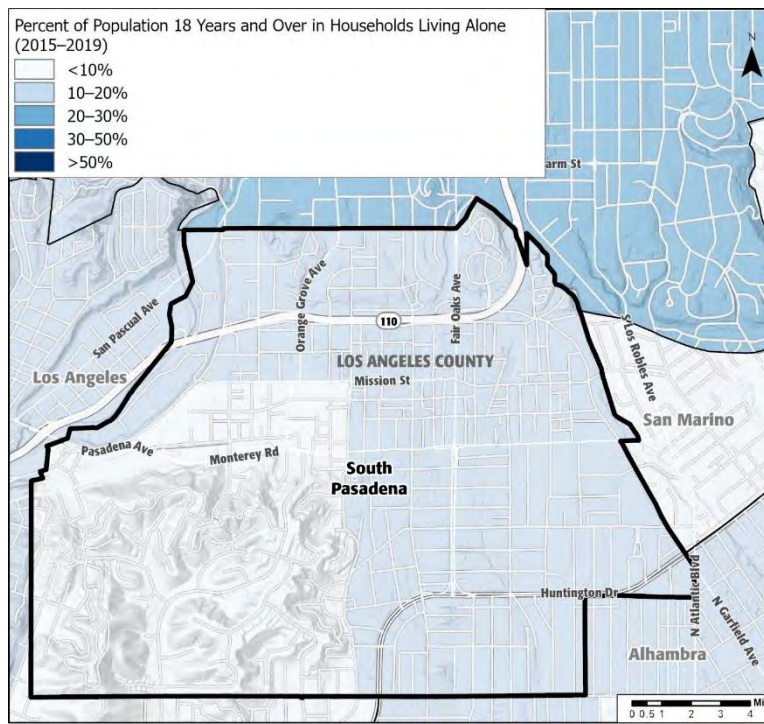 Percent of Population 18 Years and Over in Households Living Alone
(2015–2019)
<10%
10–20%
20–30%
30–50%
>50%
N
arm St
Orange Grove Ave
Fair Oaks Ave
San Pascual Ave
110
S Los Robles Ave
LOS ANGELES COUNTY
Los Angeles
Mission St
San Marino
Pasadena Ave
Monterey Rd
South
Pasadena
Huntington Dr
N Atlantic Blvd
N Garfield Ave
Alhambra
Mi
0 0.5 1 2 3 4